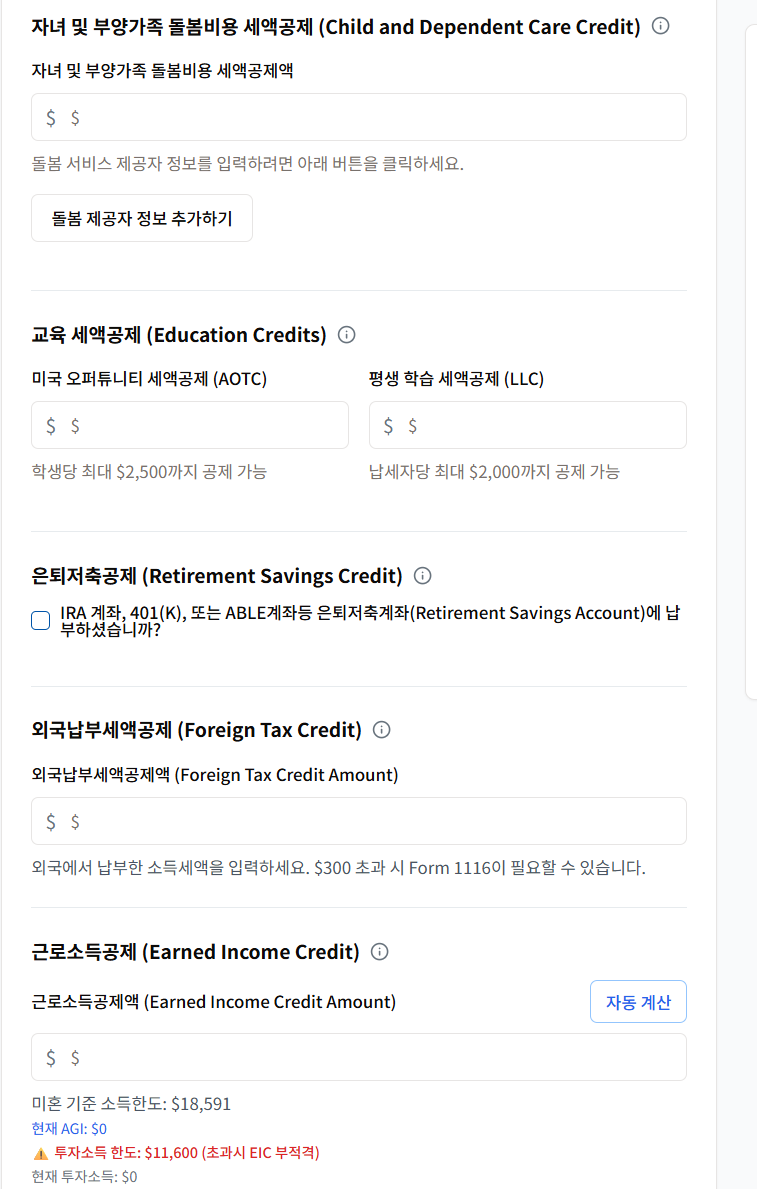 자녀 및 부양가족 돌봄비용 세액공제 (Child and Dependent Care Credit)
자녀 및 부양가족 돌봄비용 세액공제액
$ $
돌봄 서비스 제공자 정보를 입력하려면 아래 버튼을 클릭하세요.
돌봄 제공자 정보 추가하기
교육 세액공제 (Education Credits)
미국 오퍼튜니티 세액공제 (AOTC)
평생 학습 세액공제 (LLC)
$ $
$ $
학생당 최대 $2,500까지 공제 가능
납세자당 최대 $2,000까지 공제 가능
은퇴저축공제 (Retirement Savings Credit)
IRA 계좌, 401(K), 또는 ABLE계좌등 은퇴저축계좌(Retirement Savings Account)에 납
부하셨습니까?
외국납부세액공제 (Foreign Tax Credit)
외국납부세액공제액 (Foreign Tax Credit Amount)
$ $
외국에서 납부한 소득세액을 입력하세요. $300 초과 시 Form 1116이 필요할 수 있습니다.
근로소득공제 (Earned Income Credit)
근로소득공제액 (Earned Income Credit Amount)
자동 계산
$ $
미혼 기준 소득한도: $18,591
현재 AGI: $0
⚠️ 투자소득 한도: $11,600 (초과시 EIC 부적격)
현재 투자소득: $0